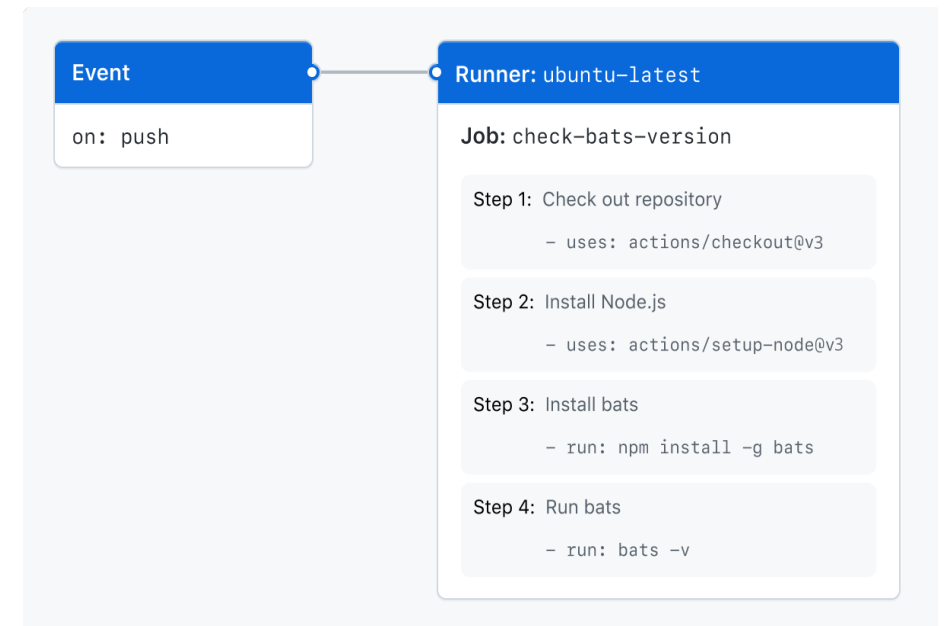 Event
on: push
Runner: ubuntu-latest
Job: check-bats-version
Step 1: Check out repository
- uses: actions/checkout@v3
Step 2: Install Node.js
- uses: actions/setup-node@v3
Step 3: Install bats
- run: npm install -g bats
Step 4: Run bats
- run: bats -v